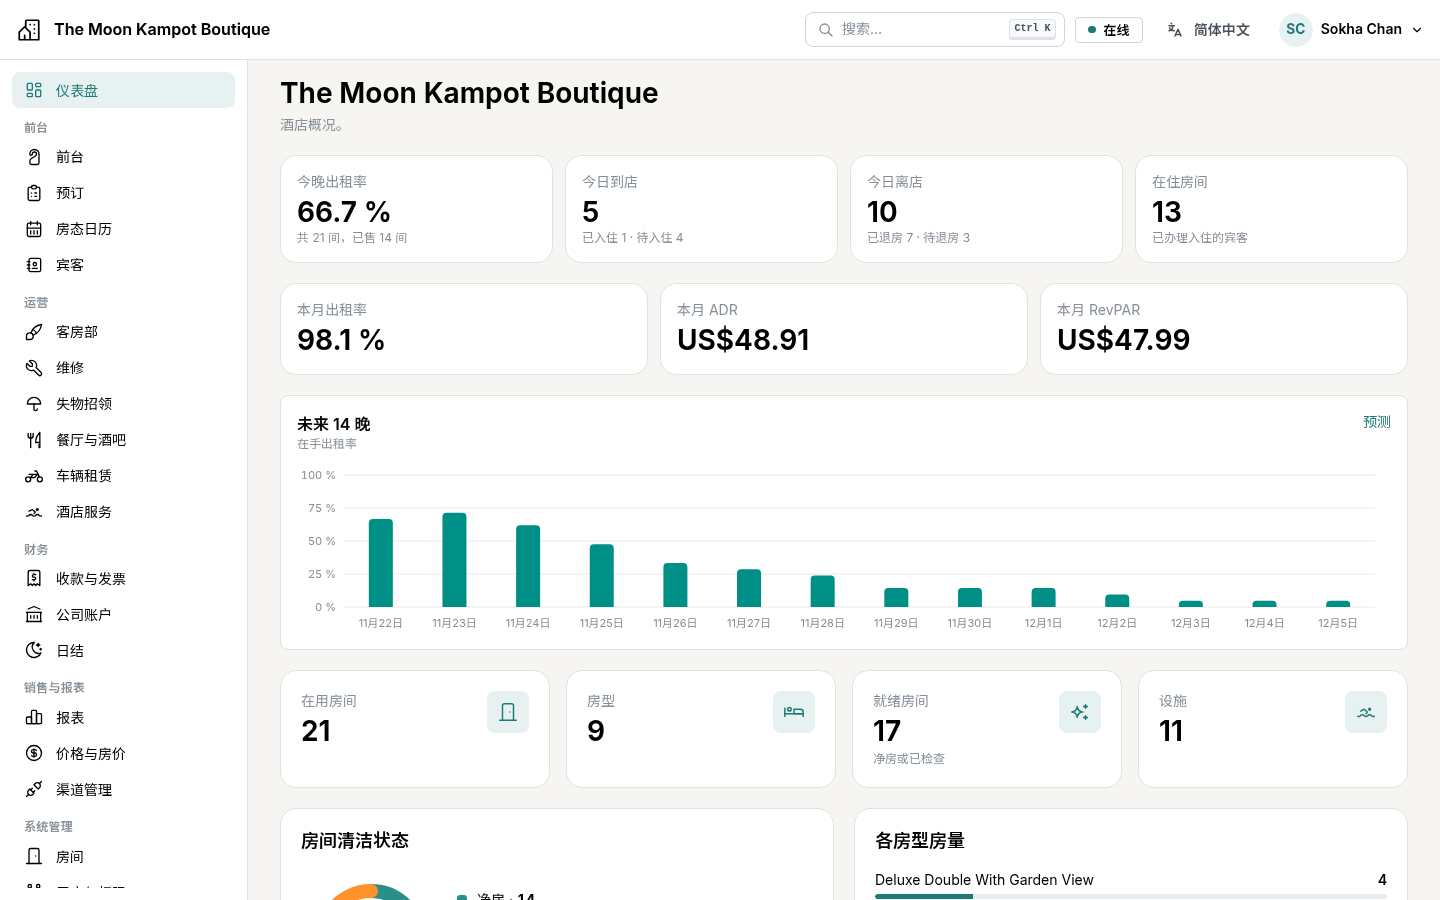 The Moon Kampot Boutique
搜索...
Ctrl K
在线
简体中文
SC
Sokha Chan
仪表盘
前台
前台
预订
房态日历
宾客
运营
客房部
维修
失物招领
餐厅与酒吧
车辆租赁
酒店服务
财务
收款与发票
公司账户
日结
销售与报表
报表
价格与房价
渠道管理
系统管理
房间
The Moon Kampot Boutique
酒店概况。
今晚出租率
66.7 %
共 21 间，已售 14 间
今日到店
5
已入住 1 · 待入住 4
今日离店
10
已退房 7 · 待退房 3
在住房间
13
已办理入住的宾客
本月出租率
98.1 %
本月 ADR
US$48.91
本月 RevPAR
US$47.99
未来 14 晚
在手出租率
预测
100 %
75 %
50 %
25 %
0 %
11月22日
11月23日
11月24日
11月25日
11月26日
11月27日
11月28日
11月29日
11月30日
12月1日
12月2日
12月3日
12月4日
12月5日
在用房间
21
房型
9
就绪房间
17
净房或已检查
设施
11
房间清洁状态
净房 · 14
各房型房量
Deluxe Double With Garden View
4